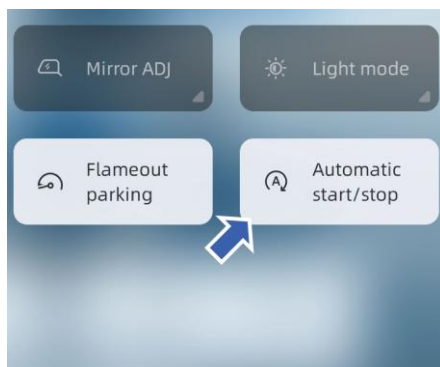 Mirror ADJ
Light mode
Flameout
parking
Automatic
start/stop